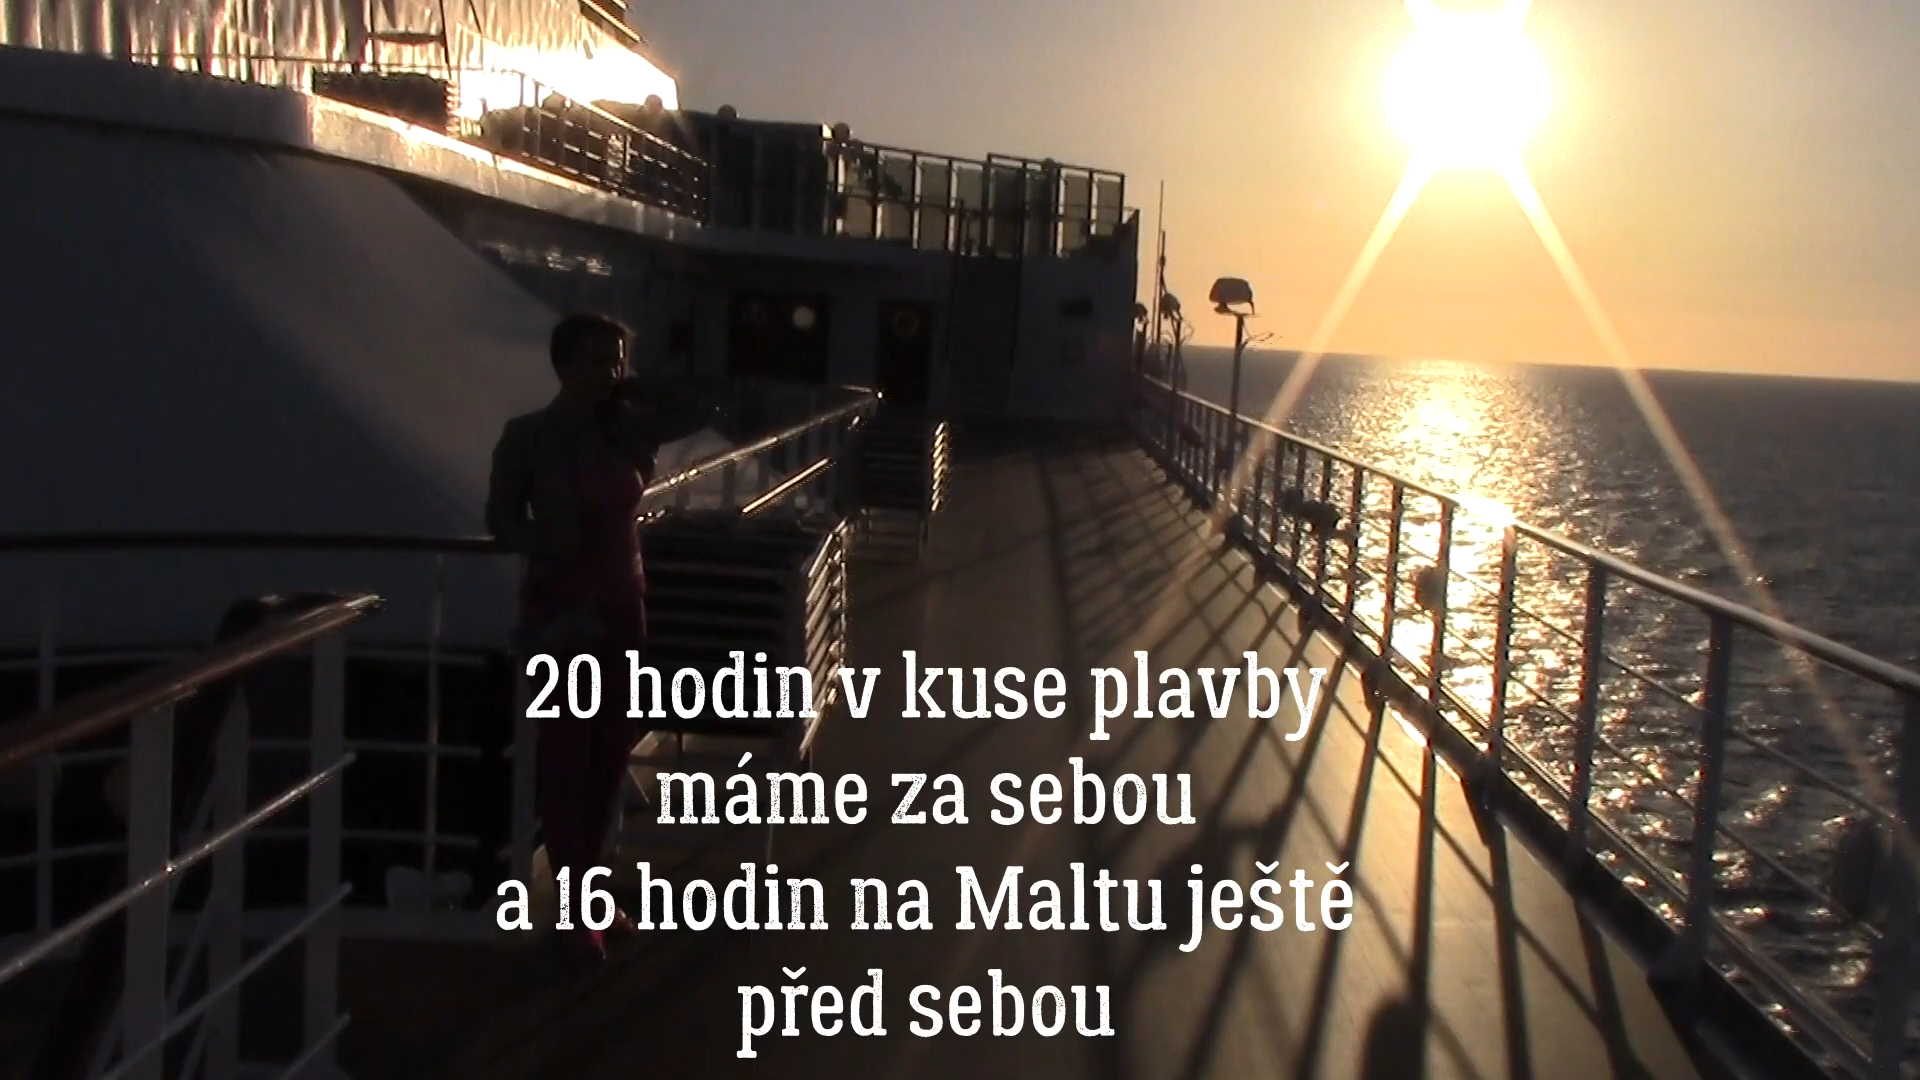 20 hodin v kuse plavby
máme za sebou
a 16 hodin na Maltu ještě
před sebou